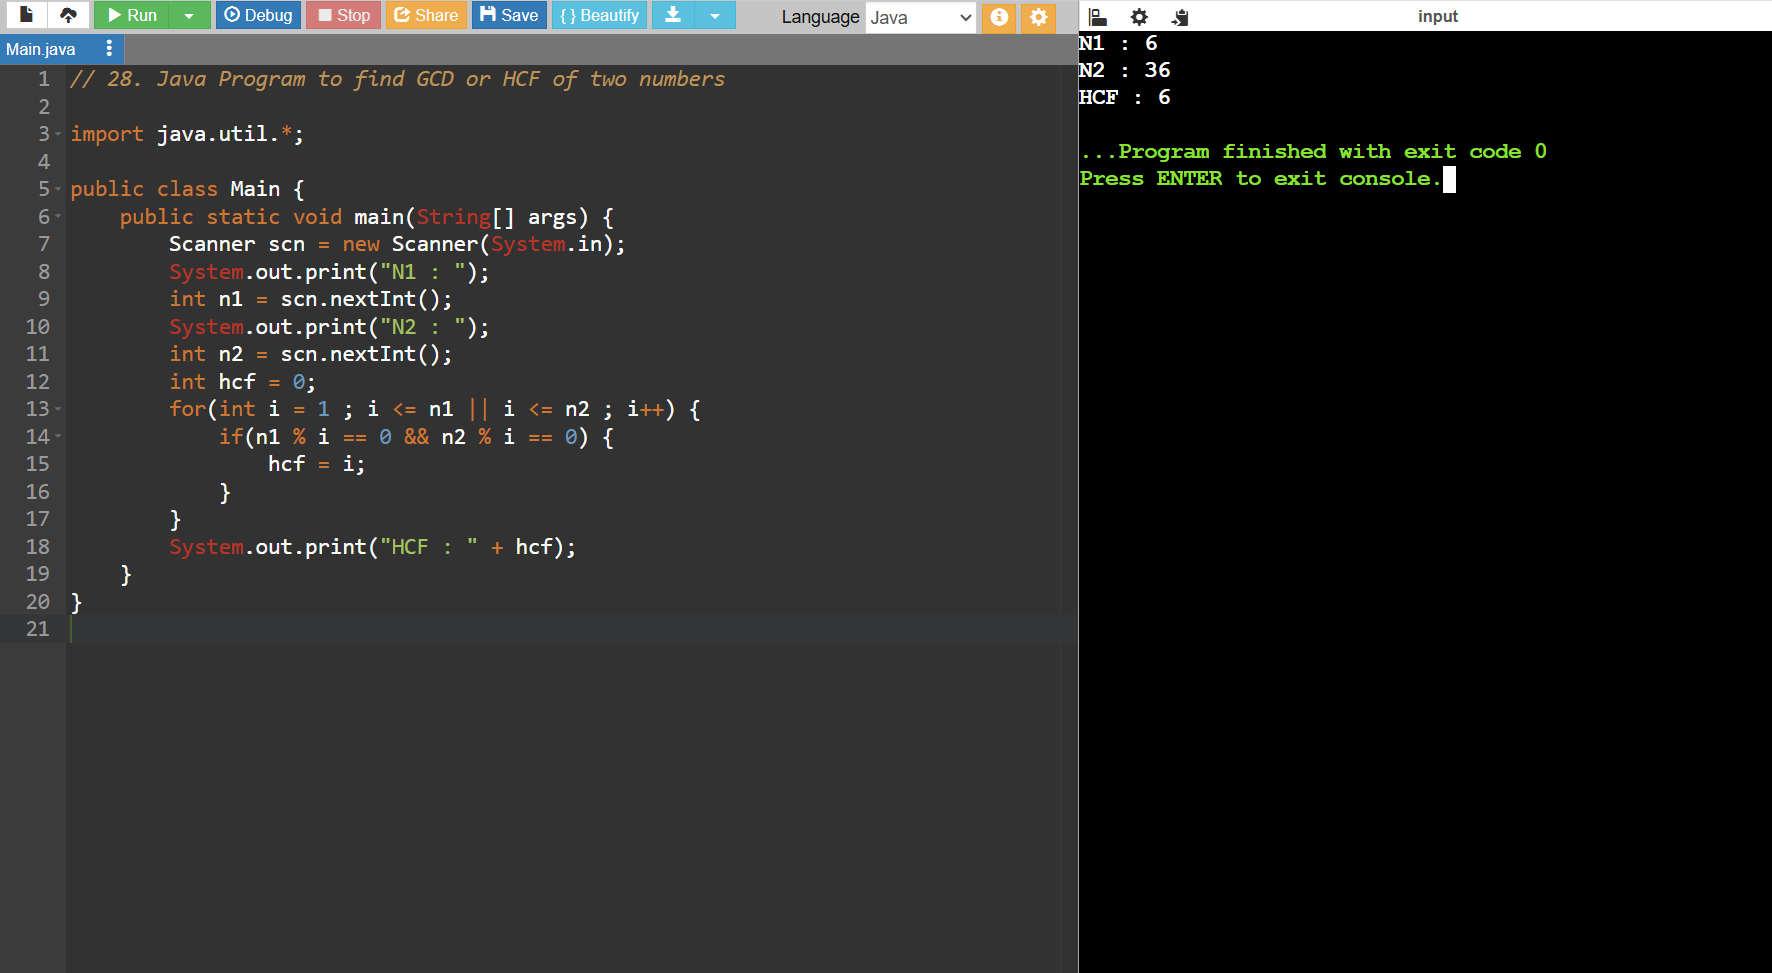 Run Debug Stop Share Save { } Beautify Language Java
Main.java
1 // 28. Java Program to find GCD or HCF of two numbers
2
3 import java.util.*;
4
5 public class Main {
6     public static void main(String[] args) {
7         Scanner scn = new Scanner(System.in);
8         System.out.print("N1 : ");
9         int n1 = scn.nextInt();
10         System.out.print("N2 : ");
11         int n2 = scn.nextInt();
12         int hcf = 0;
13         for(int i = 1 ; i <= n1 || i <= n2 ; i++) {
14             if(n1 % i == 0 && n2 % i == 0) {
15                 hcf = i;
16             }
17         }
18         System.out.print("HCF : " + hcf);
19     }
20 }
21
input
N1 : 6
N2 : 36
HCF : 6
...Program finished with exit code 0
Press ENTER to exit console.